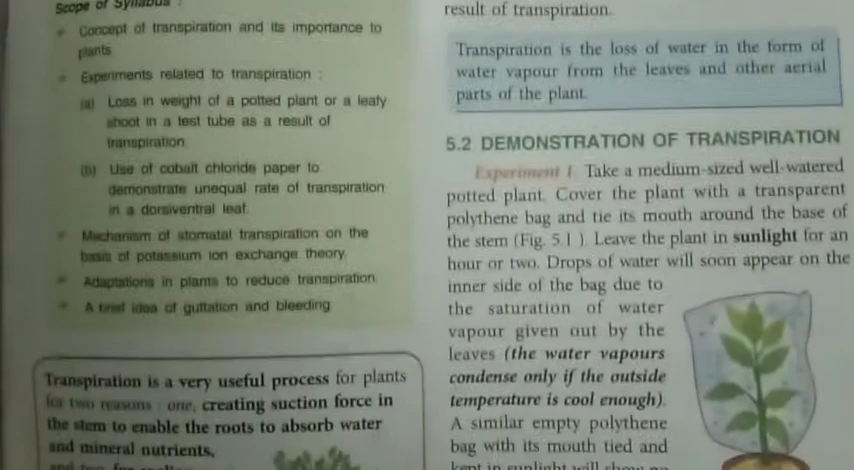 Scope of Syllabus :
Concept of transpiration and its importance to
plants
Experiments related to transpiration :
(a) Loss in weight of a potted plant or a leafy
shoot in a test tube as a result of
transpiration
(b) Use of cobalt chloride paper to
demonstrate unequal rate of transpiration
in a dorsiventral leaf.
Mechanism of stomatal transpiration on the
basis of potassium ion exchange theory
Adaptations in plants to reduce transpiration
A brief idea of guttation and bleeding
Transpiration is a very useful process for plants
for two reasons : one, creating suction force in
the stem to enable the roots to absorb water
and mineral nutrients,
and two, for
result of transpiration.
Transpiration is the loss of water in the form of
water vapour from the leaves and other aerial
parts of the plant.
5.2 DEMONSTRATION OF TRANSPIRATION
Experiment 1. Take a medium-sized well-watered
potted plant. Cover the plant with a transparent
polythene bag and tie its mouth around the base of
the stem (Fig. 5.1 ). Leave the plant in sunlight for an
hour or two. Drops of water will soon appear on the
inner side of the bag due to
the saturation of water
vapour given out by the
leaves (the water vapours
condense only if the outside
temperature is cool enough).
A similar empty polythene
bag with its mouth tied and
kept in sunlight will show no